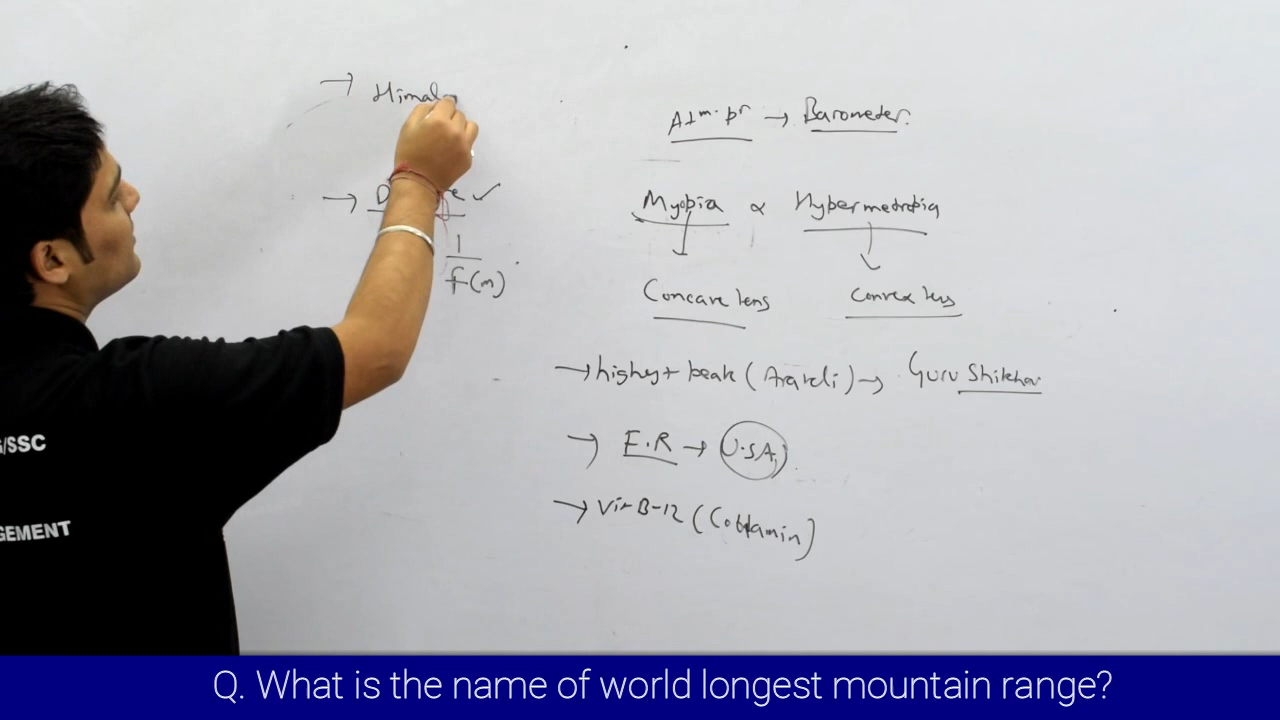 → Himal
→ D e ✓
1
f(m)
Atm. pr → Barometer.
Myopia & Hypermetropia
Concave lens Convex lens
→ highest peak (Aravali) → Guru Shikhar
→ F.R → U.S.A.
→ Vit B-12 (Cobalamin)
G/SSC
GEMENT
Q. What is the name of world longest mountain range?